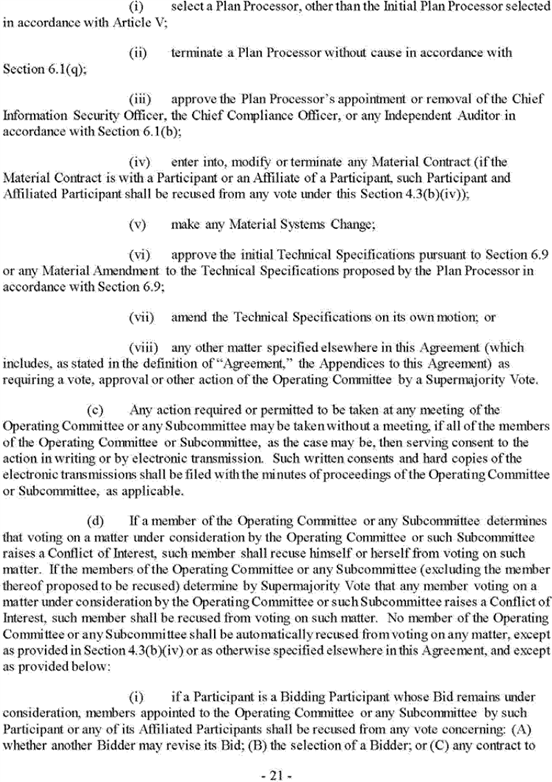 (i) select a Plan Processor, other than the Initial Plan Processor selected
in accordance with Article V;
(ii) terminate a Plan Processor without cause in accordance with
Section 6.1(q);
(iii) approve the Plan Processor's appointment or removal of the Chief
Information Security Officer, the Chief Compliance Officer, or any Independent Auditor in
accordance with Section 6.1(b);
(iv) enter into, modify or terminate any Material Contract (if the
Material Contract is with a Participant or an Affiliate of a Participant, such Participant and
Affiliated Participant shall be recused from any vote under this Section 4.3(b)(iv));
(v) make any Material Systems Change;
(vi) approve the initial Technical Specifications pursuant to Section 6.9
or any Material Amendment to the Technical Specifications proposed by the Plan Processor in
accordance with Section 6.9;
(vii) amend the Technical Specifications on its own motion; or
(viii) any other matter specified elsewhere in this Agreement (which
includes, as stated in the definition of “Agreement,” the Appendices to this Agreement) as
requiring a vote, approval or other action of the Operating Committee by a Supermajority Vote.
(c) Any action required or permitted to be taken at any meeting of the
Operating Committee or any Subcommittee may be taken without a meeting, if all of the members
of the Operating Committee or Subcommittee, as the case may be, then serving consent to the
action in writing or by electronic transmission. Such written consents and hard copies of the
electronic transmissions shall be filed with the minutes of proceedings of the Operating Committee
or Subcommittee, as applicable.
(d) If a member of the Operating Committee or any Subcommittee determines
that voting on a matter under consideration by the Operating Committee or such Subcommittee
raises a Conflict of Interest, such member shall recuse himself or herself from voting on such
matter. If the members of the Operating Committee or any Subcommittee (excluding the member
thereof proposed to be recused) determine by Supermajority Vote that any member voting on a
matter under consideration by the Operating Committee or such Subcommittee raises a Conflict of
Interest, such member shall be recused from voting on such matter. No member of the Operating
Committee or any Subcommittee shall be automatically recused from voting on any matter, except
as provided in Section 4.3(b)(iv) or as otherwise specified elsewhere in this Agreement, and except
as provided below:
(i) if a Participant is a Bidding Participant whose Bid remains under
consideration, members appointed to the Operating Committee or any Subcommittee by such
Participant or any of its Affiliated Participants shall be recused from any vote concerning: (A)
whether another Bidder may revise its Bid; (B) the selection of a Bidder; or (C) any contract to
- 21 -